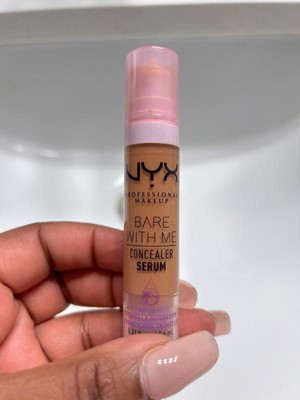 NYX
PROFESSIONAL
MAKEUP
BARE
WITH ME
CONCEALER
SERUM